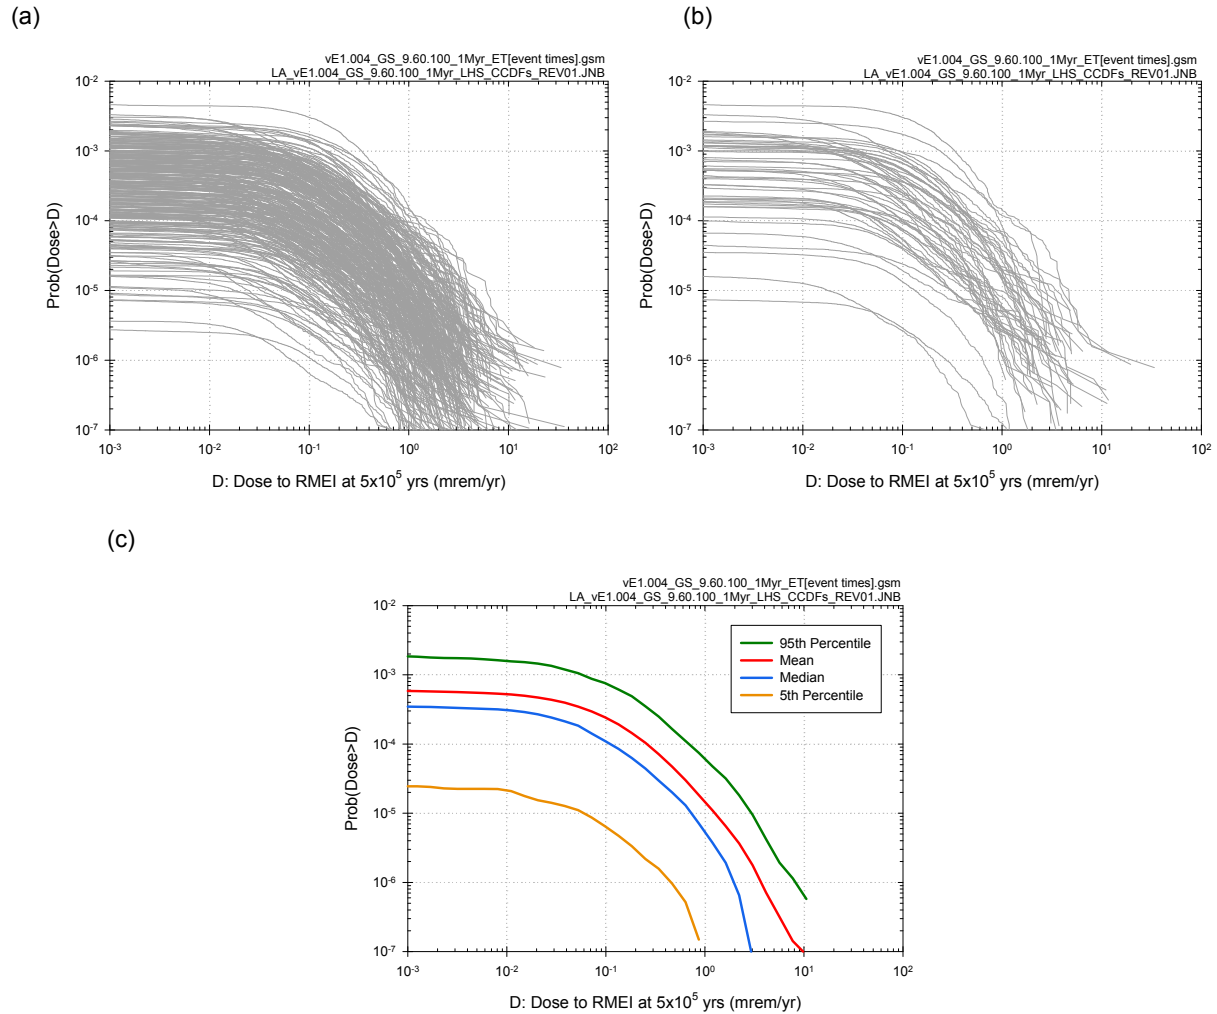 (a)
vE1.004_GS_9.60.100_1Myr_ET[event times].gsm
LA_vE1.004_GS_9.60.100_1Myr_LHS_CCDFs_REV01.JNB
10⁻²
10⁻³
10⁻⁴
10⁻⁵
10⁻⁶
10⁻⁷
Prob(Dose>D)
10⁻³ 10⁻² 10⁻¹ 10⁰ 10¹ 10²
D: Dose to RMEI at 5x10⁵ yrs (mrem/yr)
(b)
vE1.004_GS_9.60.100_1Myr_ET[event times].gsm
LA_vE1.004_GS_9.60.100_1Myr_LHS_CCDFs_REV01.JNB
10⁻²
10⁻³
10⁻⁴
10⁻⁵
10⁻�6
10⁻⁷
Prob(Dose>D)
10⁻³ 10⁻² 10⁻¹ 10⁰ 10¹ 10²
D: Dose to RMEI at 5x10⁵ yrs (mrem/yr)
(c)
vE1.004_GS_9.60.100_1Myr_ET[event times].gsm
LA_vE1.004_GS_9.60.100_1Myr_LHS_CCDFs_REV01.JNB
10⁻²
10⁻³
10⁻⁴
10⁻⁵
10⁻⁶
10⁻⁷
Prob(Dose>D)
95th Percentile
Mean
Median
5th Percentile
10⁻³ 10⁻² 10⁻¹ 10⁰ 10¹ 10²
D: Dose to RMEI at 5x10⁵ yrs (mrem/yr)